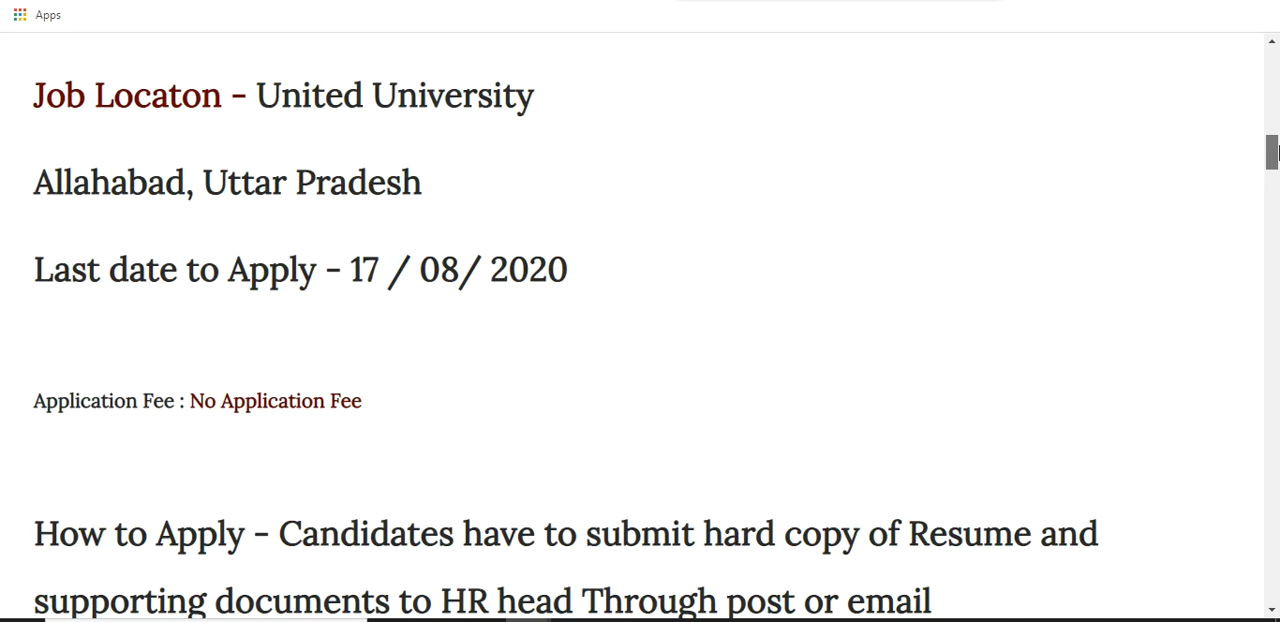 Apps
Job Locaton - United University
Allahabad, Uttar Pradesh
Last date to Apply - 17 / 08/ 2020
Application Fee : No Application Fee
How to Apply - Candidates have to submit hard copy of Resume and
supporting documents to HR head Through post or email